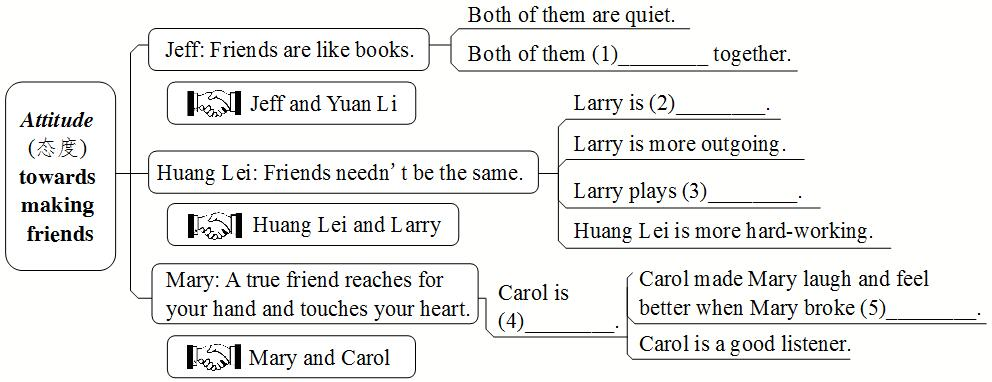 Attitude
(态度)
towards
making
friends
Jeff: Friends are like books.
Both of them are quiet.
Both of them (1)________ together.
Jeff and Yuan Li
Huang Lei: Friends needn't be the same.
Larry is (2)________.
Larry is more outgoing.
Larry plays (3)________.
Huang Lei is more hard-working.
Huang Lei and Larry
Mary: A true friend reaches for
your hand and touches your heart.
Carol is
(4)________.
Carol made Mary laugh and feel
better when Mary broke (5)________.
Carol is a good listener.
Mary and Carol